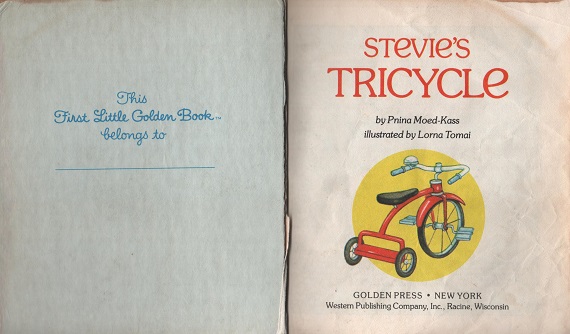 This
First Little Golden Book™
belongs to
STEVIE'S
TRICYCLE
by Pnina Moed-Kass
illustrated by Lorna Tomai
GOLDEN PRESS • NEW YORK
Western Publishing Company, Inc., Racine, Wisconsin